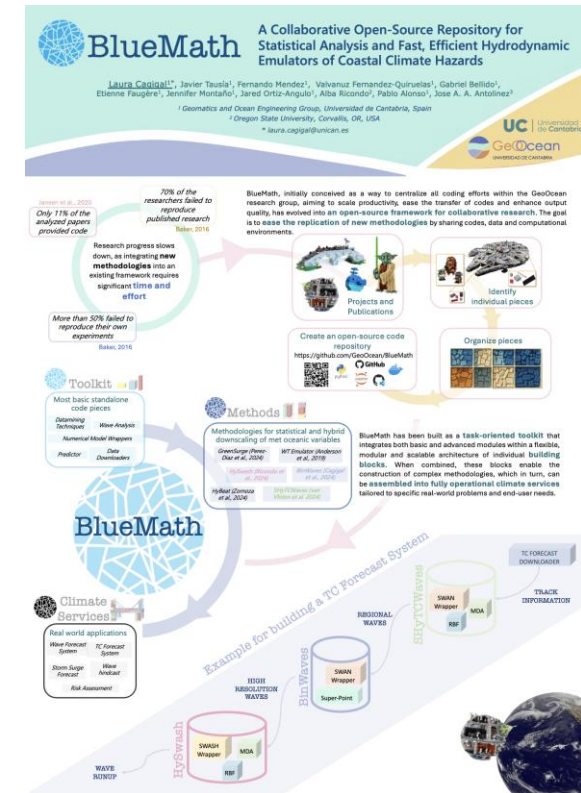 BlueMath
A Collaborative Open-Source Repository for
Statistical Analysis and Fast, Efficient Hydrodynamic
Emulators of Coastal Climate Hazards
Laura Cagigal¹*, Javier Tausía¹, Fernando Mendez¹, Valvanuz Fernandez-Quiruelas¹, Gabriel Bellido¹,
Etienne Faugère¹, Jennifer Montaño¹, Jared Ortiz-Angulo¹, Alba Ricondo², Pablo Alonso¹, Jose A. A. Antolinez³
¹ Geomatics and Ocean Engineering Group, Universidad de Cantabria, Spain
² Oregon State University, Corvallis, OR, USA
* laura.cagigal@unican.es
UC | Universidad de Cantabria
GeoOcean
UNIVERSIDAD DE CANTABRIA
70% of the
researchers failed to
reproduce
published research
Baker, 2016
2020
Only 11% of the
analyzed papers
provided code
Research progress slows
down, as integrating new
methodologies into an
existing framework requires
significant time and
effort
More than 50% failed to
reproduce their own
experiments
Baker, 2016
BlueMath, initially conceived as a way to centralize all coding efforts within the GeoOcean
research group, aiming to scale productivity, ease the transfer of codes and enhance output
quality, has evolved into an open-source framework for collaborative research. The goal
is to ease the replication of new methodologies by sharing codes, data and computational
environments.
Projects and
Publications
Identify
individual pieces
Create an open-source code
repository
https://github.com/GeoOcean/BlueMath
GitHub
python
Organize pieces
Toolkit
Most basic standalone
code pieces
Datamining
Techniques
Wave Analysis
Numerical Model Wrappers
Predictor
Data
Downloaders
Methods
Methodologies for statistical and hybrid
downscaling of met oceanic variables
GreenSurge (Perez-
Diaz et al., 2024)
WT Emulator (Anderson
et al., 2019)
HySwash (Ricondo et
al., 2024)
BinWaves (Cagigal
et al., 2024)
HyBeat (Zornoza
et al., 2024)
SHyTCWaves (van
Vloten et al., 2024)
BlueMath has been built as a task-oriented toolkit that
integrates both basic and advanced modules within a flexible,
modular and scalable architecture of individual building
blocks. When combined, these blocks enable the
construction of complex methodologies, which in turn, can
be assembled into fully operational climate services
tailored to specific real-world problems and end-user needs.
BlueMath
Climate
Services
Real world applications
Wave Forecast
System
TC Forecast
System
Storm Surge
Forecast
Wave
hindcast
Risk Assessment
Example for building a TC Forecast System
TC FORECAST
DOWNLOADER
TRACK
INFORMATION
SHyTCWaves
SWAN
Wrapper
MDA
RBF
REGIONAL
WAVES
BinWaves
SWAN
Wrapper
Super-Point
HIGH
RESOLUTION
WAVES
HySwash
SWASH
Wrapper
MDA
RBF
WAVE
RUNUP